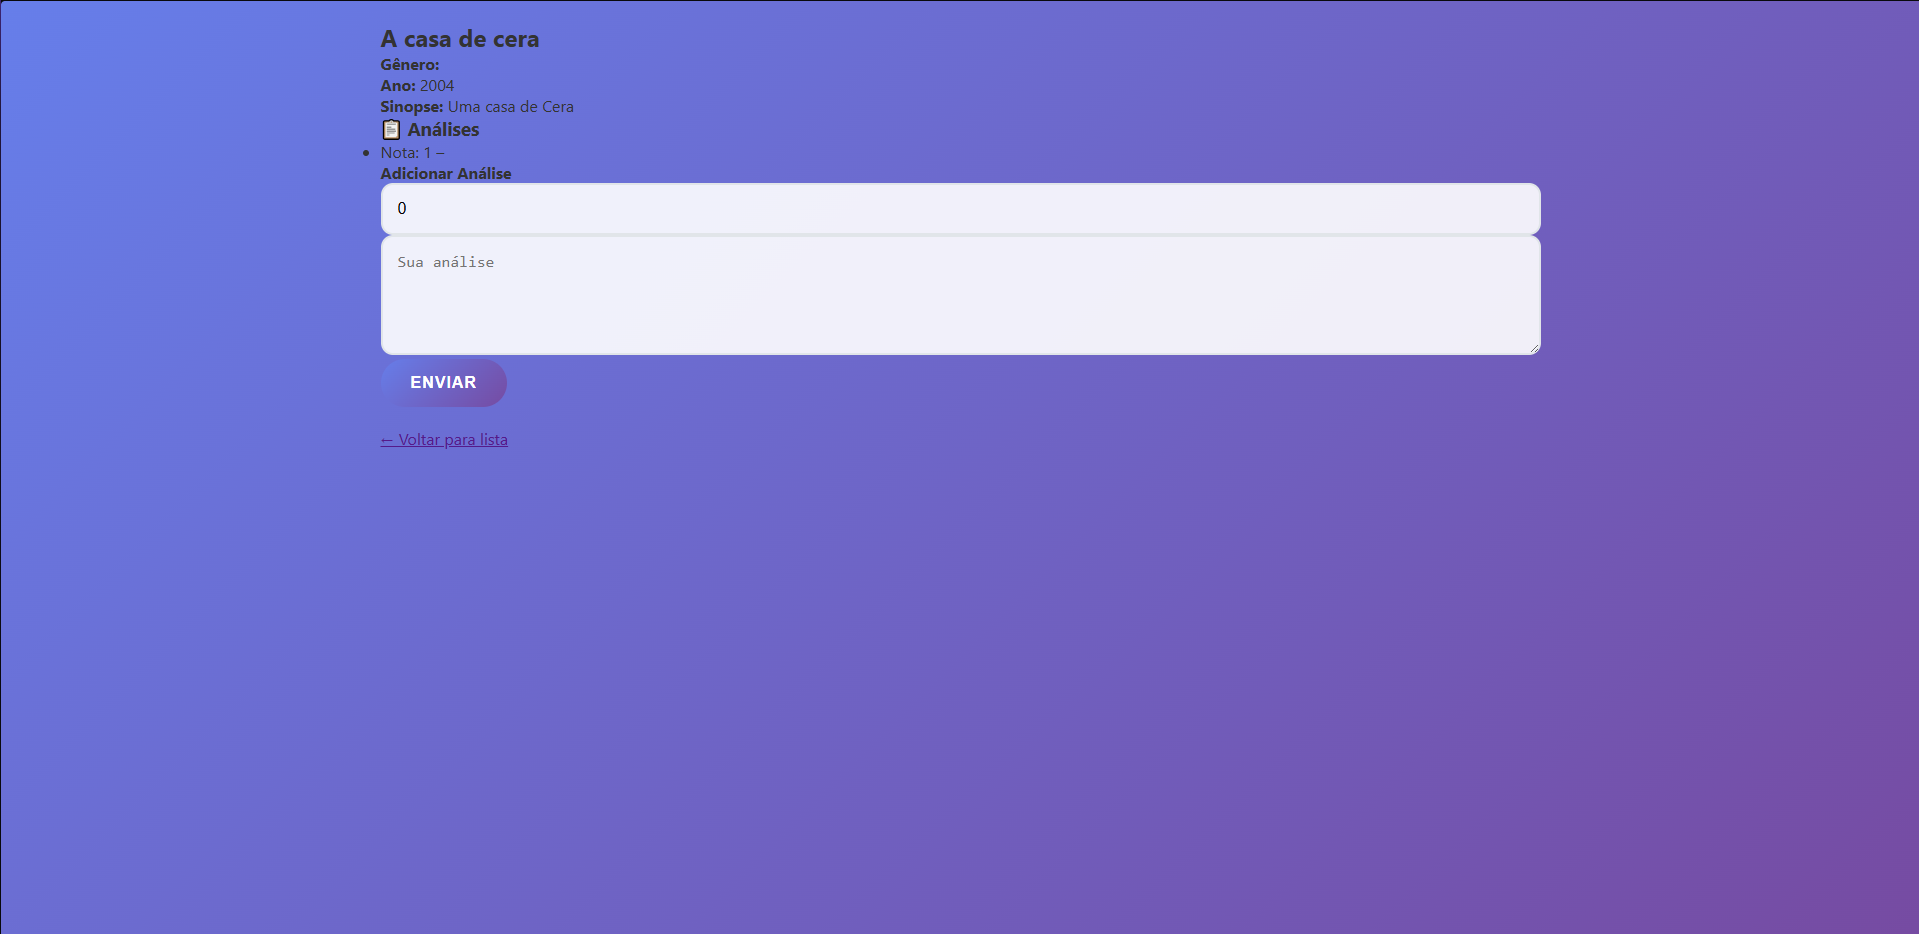 A casa de cera
Gênero:
Ano: 2004
Sinopse: Uma casa de Cera
📋 Análises
• Nota: 1 –
Adicionar Análise
0
Sua análise
ENVIAR
← Voltar para lista